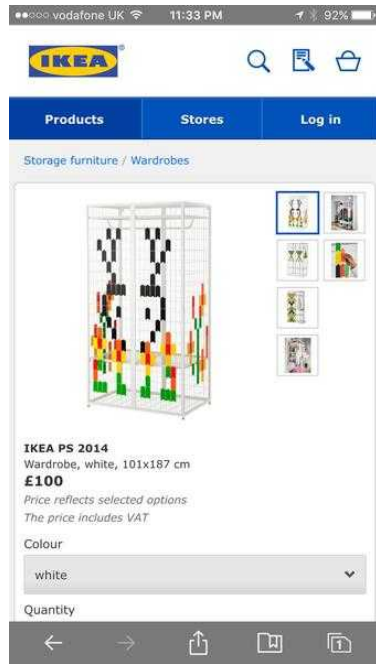 vodafone UK 11:33 PM 92%
IKEA
Products Stores Log in
Storage furniture / Wardrobes
IKEA PS 2014
Wardrobe, white, 101x187 cm
£100
Price reflects selected options
The price includes VAT
Colour
white
Quantity
1